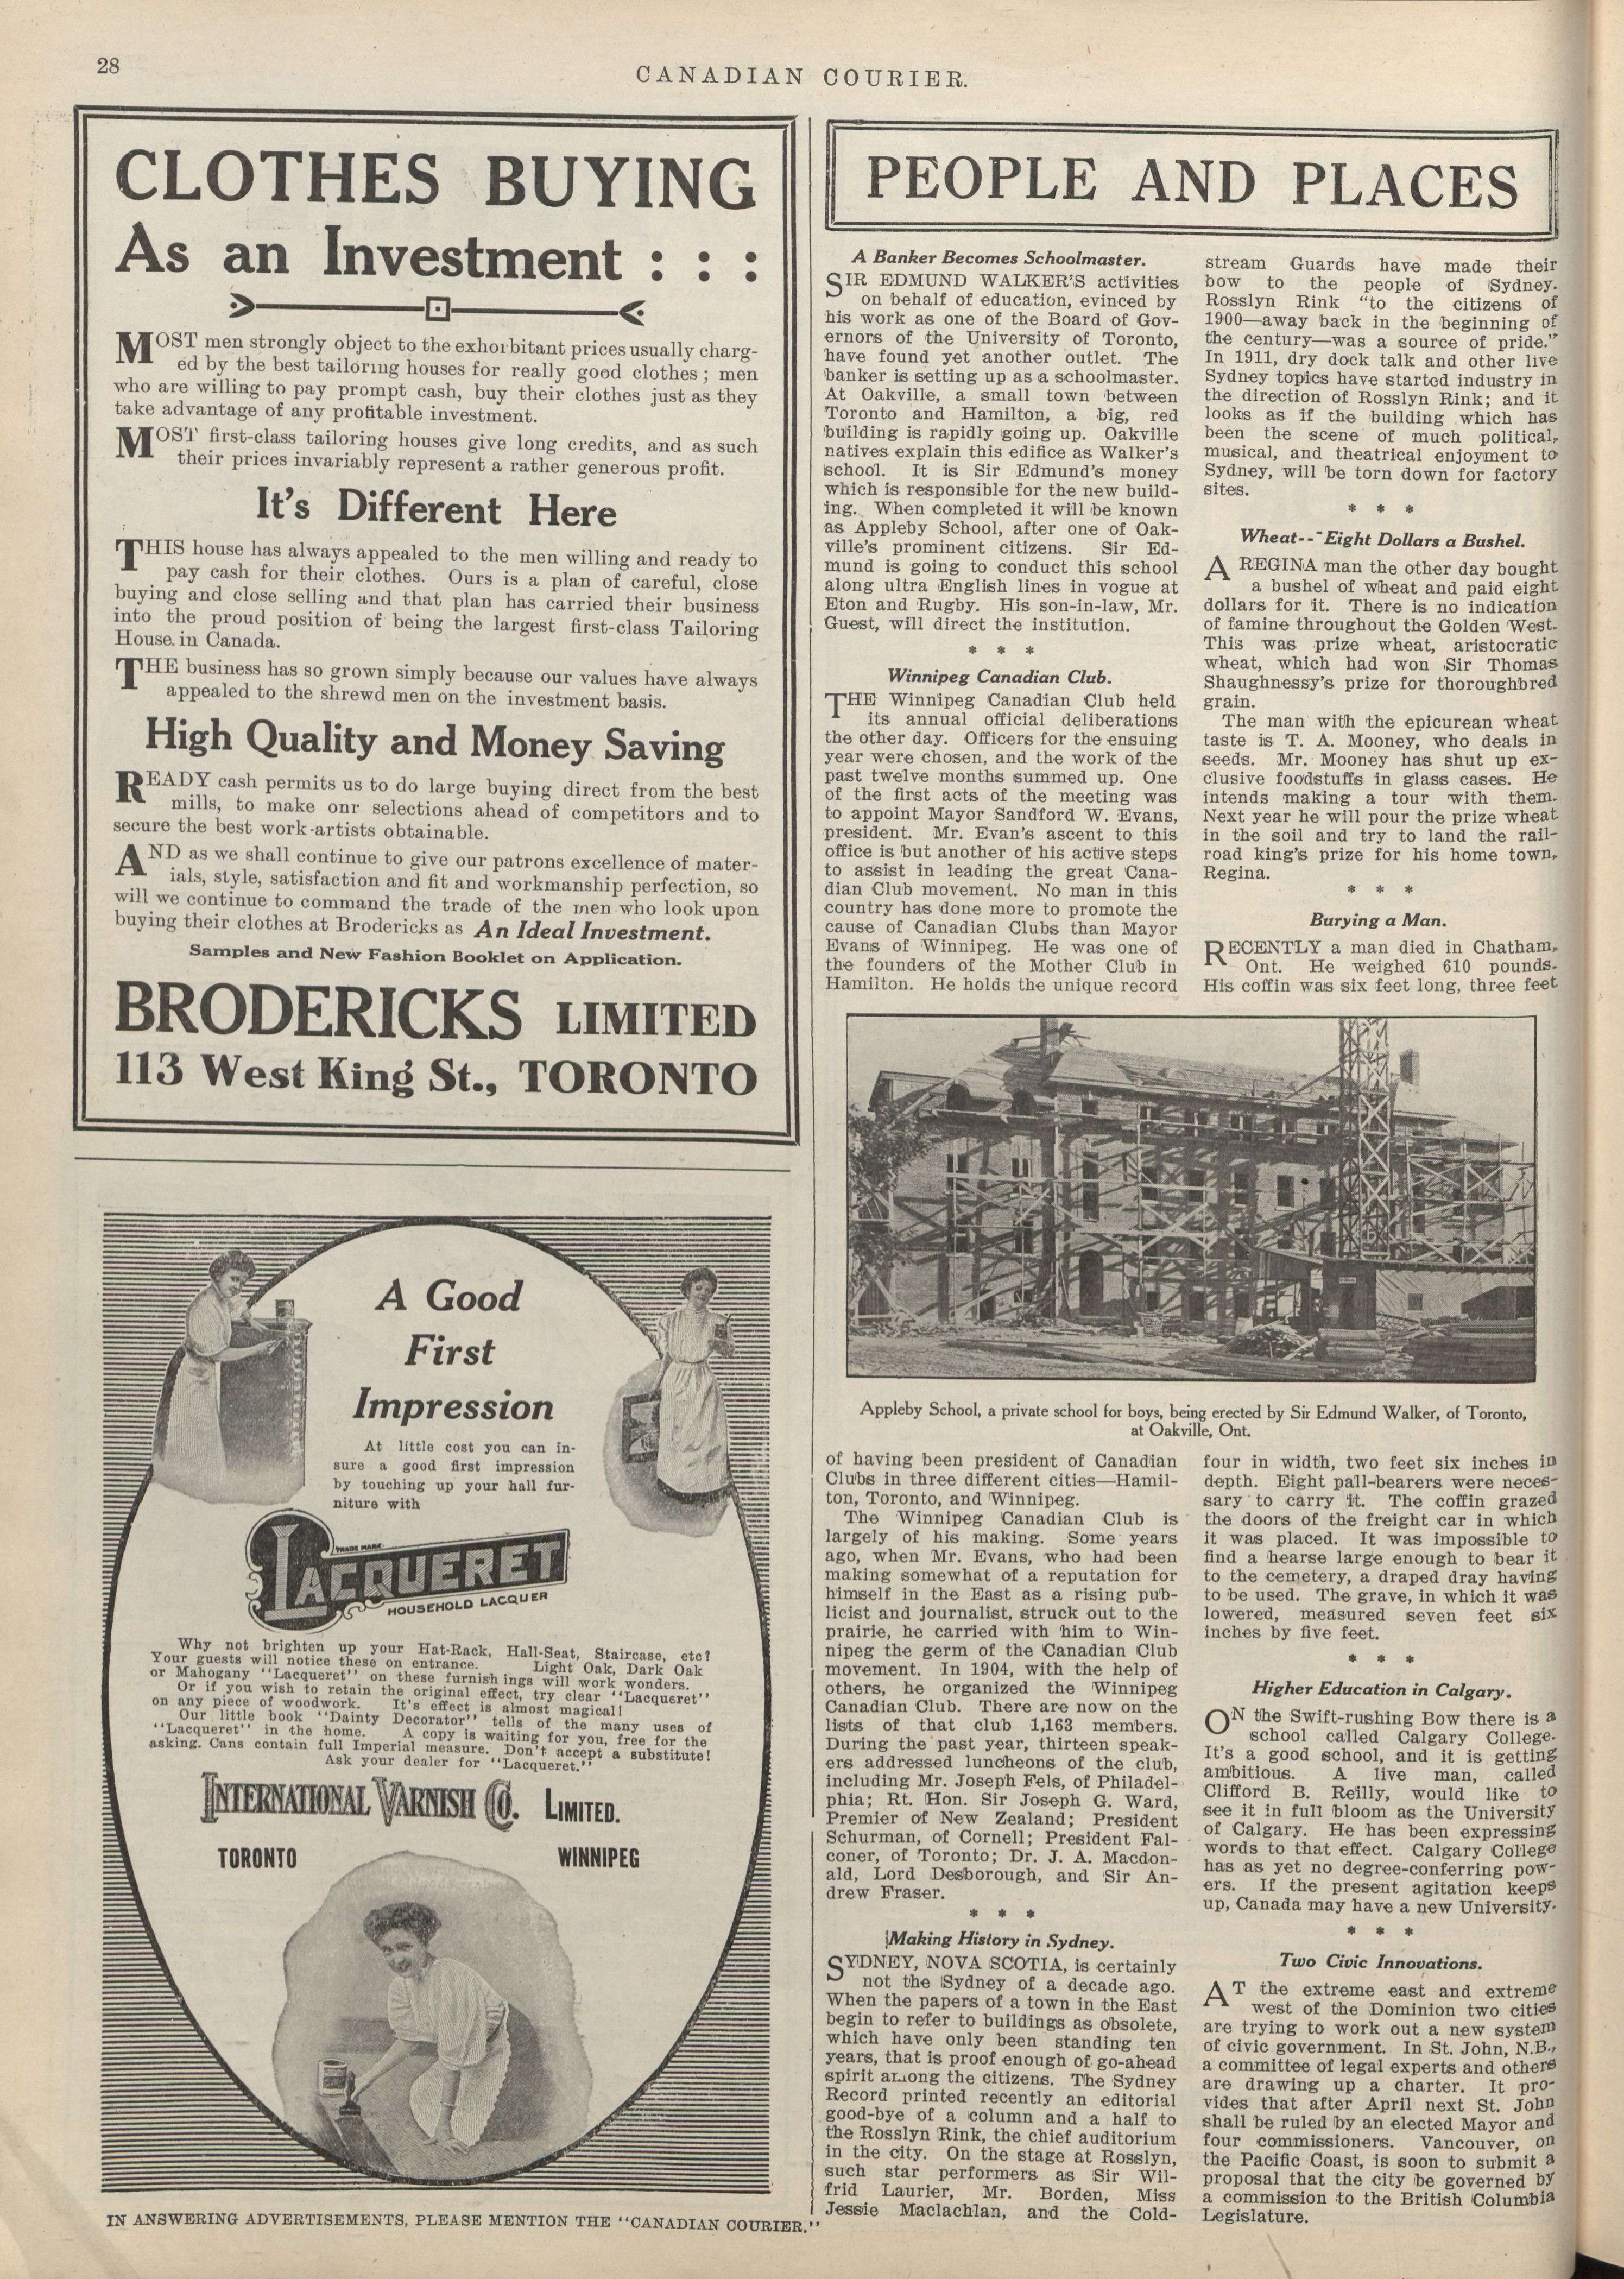 28
CANADIAN COURIER.
CLOTHES BUYING
As an Investment : : :
MOST men strongly object to the exhorbitant prices usually charg-
ed by the best tailoring houses for really good clothes; men
who are willing to pay prompt cash, buy their clothes just as they
take advantage of any profitable investment.
MOST first-class tailoring houses give long credits, and as such
their prices invariably represent a rather generous profit.
It's Different Here
THIS house has always appealed to the men willing and ready to
pay cash for their clothes. Ours is a plan of careful, close
buying and close selling and that plan has carried their business
into the proud position of being the largest first-class Tailoring
House in Canada.
THE business has so grown simply because our values have always
appealed to the shrewd men on the investment basis.
High Quality and Money Saving
READY cash permits us to do large buying direct from the best
mills, to make onr selections ahead of competitors and to
secure the best work-artists obtainable.
AND as we shall continue to give our patrons excellence of mater-
ials, style, satisfaction and fit and workmanship perfection, so
will we continue to command the trade of the men who look upon
buying their clothes at Brodericks as An Ideal Investment.
Samples and New Fashion Booklet on Application.
BRODERICKS LIMITED
113 West King St., TORONTO
A Good
First
Impression
At little cost you can in-
sure a good first impression
by touching up your hall fur-
niture with
TRADE MARK
LACQUERET
HOUSEHOLD LACQUER
Why not brighten up your Hat-Rack, Hall-Seat, Staircase, etc?
Your guests will notice these on entrance. Light Oak, Dark Oak
or Mahogany "Lacqueret" on these furnishings will work wonders.
Or if you wish to retain the original effect, try clear "Lacqueret"
on any piece of woodwork. It's effect is almost magical!
Our little book "Dainty Decorator" tells of the many uses of
"Lacqueret" in the home. A copy is waiting for you, free for the
asking. Cans contain full Imperial measure. Don't accept a substitute!
Ask your dealer for "Lacqueret."
INTERNATIONAL VARNISH CO. LIMITED.
TORONTO WINNIPEG
IN ANSWERING ADVERTISEMENTS, PLEASE MENTION THE "CANADIAN COURIER."
PEOPLE AND PLACES
A Banker Becomes Schoolmaster.
SIR EDMUND WALKER'S activities
on behalf of education, evinced by
his work as one of the Board of Gov-
ernors of the University of Toronto,
have found yet another outlet. The
banker is setting up as a schoolmaster.
At Oakville, a small town between
Toronto and Hamilton, a big, red
building is rapidly going up. Oakville
natives explain this edifice as Walker's
school. It is Sir Edmund's money
which is responsible for the new build-
ing. When completed it will be known
as Appleby School, after one of Oak-
ville's prominent citizens. Sir Ed-
mund is going to conduct this school
along ultra English lines in vogue at
Eton and Rugby. His son-in-law, Mr.
Guest, will direct the institution.
* * *
Winnipeg Canadian Club.
THE Winnipeg Canadian Club held
its annual official deliberations
the other day. Officers for the ensuing
year were chosen, and the work of the
past twelve months summed up. One
of the first acts of the meeting was
to appoint Mayor Sandford W. Evans,
president. Mr. Evan's ascent to this
office is but another of his active steps
to assist in leading the great Cana-
dian Club movement. No man in this
country has done more to promote the
cause of Canadian Clubs than Mayor
Evans of Winnipeg. He was one of
the founders of the Mother Club in
Hamilton. He holds the unique record
of having been president of Canadian
Clubs in three different cities—Hamil-
ton, Toronto, and Winnipeg.
The Winnipeg Canadian Club is
largely of his making. Some years
ago, when Mr. Evans, who had been
making somewhat of a reputation for
himself in the East as a rising pub-
licist and journalist, struck out to the
prairie, he carried with him to Win-
nipeg the germ of the Canadian Club
movement. In 1904, with the help of
others, he organized the Winnipeg
Canadian Club. There are now on the
lists of that club 1,163 members.
During the past year, thirteen speak-
ers addressed luncheons of the club,
including Mr. Joseph Fels, of Philadel-
phia; Rt. Hon. Sir Joseph G. Ward,
Premier of New Zealand; President
Schurman, of Cornell; President Fal-
coner, of Toronto; Dr. J. A. Macdon-
ald, Lord Desborough, and Sir An-
drew Fraser.
* * *
Making History in Sydney.
SYDNEY, NOVA SCOTIA, is certainly
not the Sydney of a decade ago.
When the papers of a town in the East
begin to refer to buildings as obsolete,
which have only been standing ten
years, that is proof enough of go-ahead
spirit among the citizens. The Sydney
Record printed recently an editorial
good-bye of a column and a half to
the Rosslyn Rink, the chief auditorium
in the city. On the stage at Rosslyn,
such star performers as Sir Wil-
frid Laurier, Mr. Borden, Miss
Jessie Maclachlan, and the Cold-
stream Guards have made their
bow to the people of Sydney.
Rosslyn Rink "to the citizens of
1900—away back in the beginning of
the century—was a source of pride."
In 1911, dry dock talk and other live
Sydney topics have started industry in
the direction of Rosslyn Rink; and it
looks as if the building which has
been the scene of much political,
musical, and theatrical enjoyment to
Sydney, will be torn down for factory
sites.
* * *
Wheat--Eight Dollars a Bushel.
A REGINA man the other day bought
a bushel of wheat and paid eight
dollars for it. There is no indication
of famine throughout the Golden West.
This was prize wheat, aristocratic
wheat, which had won Sir Thomas
Shaughnessy's prize for thoroughbred
grain.
The man with the epicurean wheat
taste is T. A. Mooney, who deals in
seeds. Mr. Mooney has shut up ex-
clusive foodstuffs in glass cases. He
intends making a tour with them.
Next year he will pour the prize wheat
in the soil and try to land the rail-
road king's prize for his home town,
Regina.
* * *
Burying a Man.
RECENTLY a man died in Chatham,
Ont. He weighed 610 pounds.
His coffin was six feet long, three feet
four in width, two feet six inches in
depth. Eight pall-bearers were neces-
sary to carry it. The coffin grazed
the doors of the freight car in which
it was placed. It was impossible to
find a hearse large enough to bear it
to the cemetery, a draped dray having
to be used. The grave, in which it was
lowered, measured seven feet six
inches by five feet.
* * *
Higher Education in Calgary.
ON the Swift-rushing Bow there is a
school called Calgary College.
It's a good school, and it is getting
ambitious. A live man, called
Clifford B. Reilly, would like to
see it in full bloom as the University
of Calgary. He has been expressing
words to that effect. Calgary College
has as yet no degree-conferring pow-
ers. If the present agitation keeps
up, Canada may have a new University.
* * *
Two Civic Innovations.
AT the extreme east and extreme
west of the Dominion two cities
are trying to work out a new system
of civic government. In St. John, N.B.,
a committee of legal experts and others
are drawing up a charter. It pro-
vides that after April next St. John
shall be ruled by an elected Mayor and
four commissioners. Vancouver, on
the Pacific Coast, is soon to submit a
proposal that the city be governed by
a commission to the British Columbia
Legislature.
Appleby School, a private school for boys, being erected by Sir Edmund Walker, of Toronto,
at Oakville, Ont.